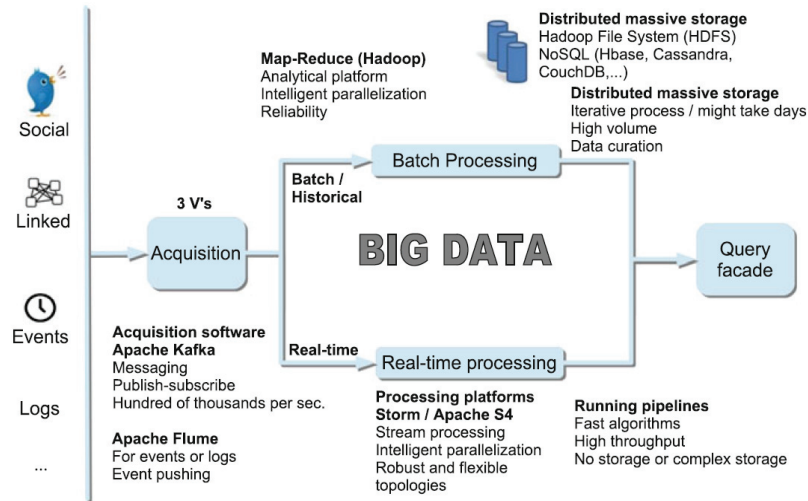 Social
Linked
Events
Logs
...
3 V's
Acquisition
Acquisition software
Apache Kafka
Messaging
Publish-subscribe
Hundred of thousands per sec.
Apache Flume
For events or logs
Event pushing
Map-Reduce (Hadoop)
Analytical platform
Intelligent parallelization
Reliability
Batch /
Historical
Batch Processing
Distributed massive storage
Hadoop File System (HDFS)
NoSQL (Hbase, Cassandra,
CouchDB,...)
Distributed massive storage
Iterative process / might take days
High volume
Data curation
BIG DATA
Real-time
Real-time processing
Processing platforms
Storm / Apache S4
Stream processing
Intelligent parallelization
Robust and flexible
topologies
Running pipelines
Fast algorithms
High throughput
No storage or complex storage
Query
facade